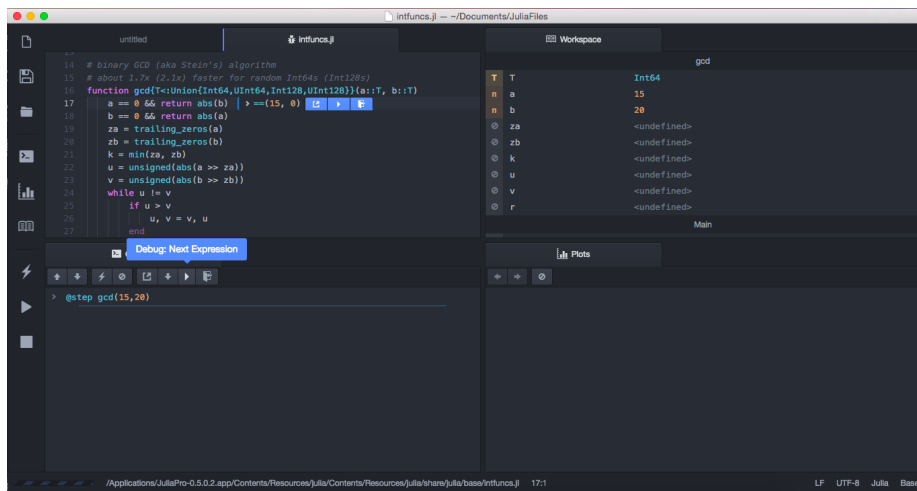 intfuncs.jl — ~/Documents/JuliaFiles
untitled
intfuncs.jl
Workspace
14 # binary GCD (aka Stein's) algorithm
15 # about 1.7x (2.1x) faster for random Int64s (Int128s)
16 function gcd{T<:Union{Int64,UInt64,Int128,UInt128}}(a::T, b::T)
17 a == 0 && return abs(b) > ==(15, 0)
18 b == 0 && return abs(a)
19 za = trailing_zeros(a)
20 zb = trailing_zeros(b)
21 k = min(za, zb)
22 u = unsigned(abs(a >> za))
23 v = unsigned(abs(b >> zb))
24 while u != v
25 if u > v
26 u, v = v, u
27 end
gcd
T T Int64
n a 15
n b 20
za <undefined>
zb <undefined>
k <undefined>
u <undefined>
v <undefined>
r <undefined>
Main
Debug: Next Expression
Plots
> @step gcd(15,20)
/Applications/JuliaPro-0.5.0.2.app/Contents/Resources/julia/Contents/Resources/julia/share/julia/base/intfuncs.jl 17:1
LF UTF-8 Julia Base